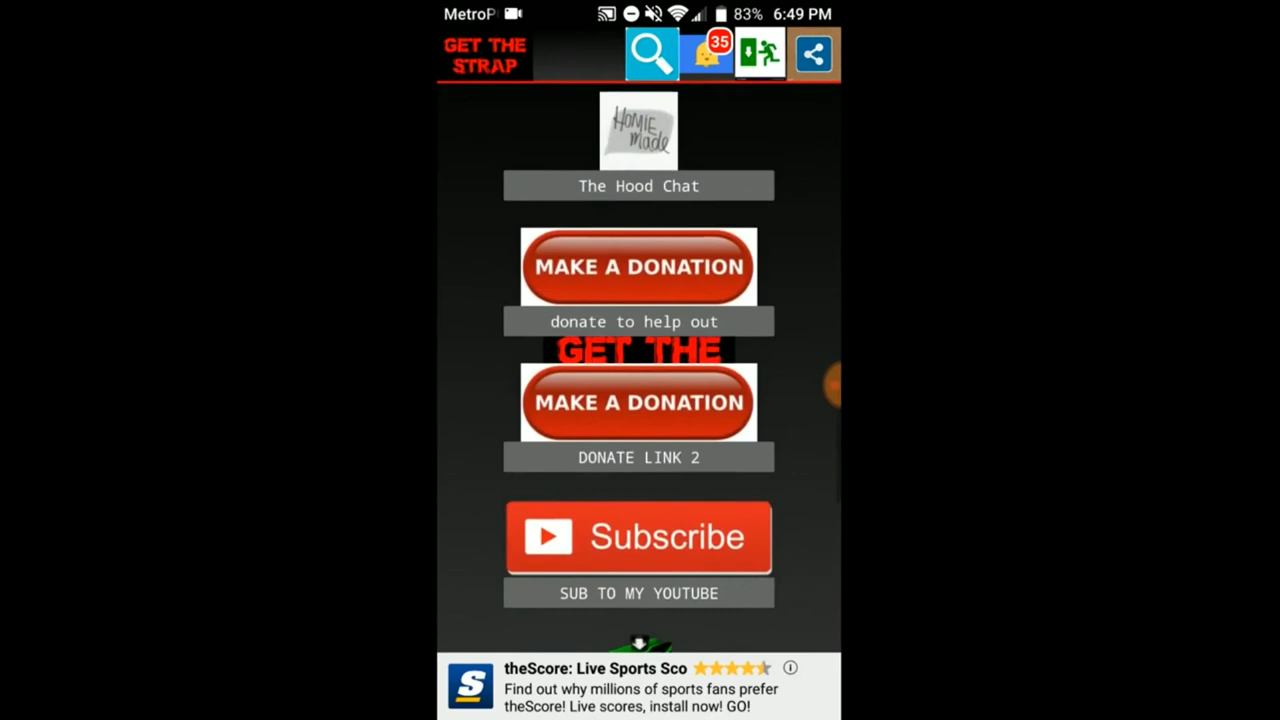 MetroP
83% 6:49 PM
GET THE
STRAP
35
HOMIE
made
The Hood Chat
MAKE A DONATION
donate to help out
GET THE
MAKE A DONATION
DONATE LINK 2
Subscribe
SUB TO MY YOUTUBE
theScore: Live Sports Sco
S
Find out why millions of sports fans prefer
theScore! Live scores, install now! GO!